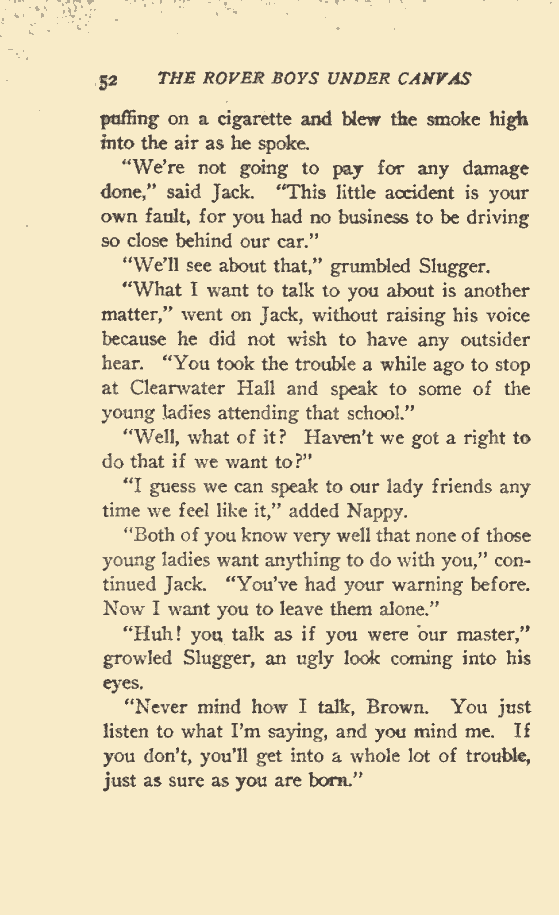 52 THE ROVER BOYS UNDER CANVAS
puffing on a cigarette and blew the smoke high
into the air as he spoke.
"We're not going to pay for any damage
done," said Jack. "This little accident is your
own fault, for you had no business to be driving
so close behind our car."
"We'll see about that," grumbled Slugger.
"What I want to talk to you about is another
matter," went on Jack, without raising his voice
because he did not wish to have any outsider
hear. "You took the trouble a while ago to stop
at Clearwater Hall and speak to some of the
young ladies attending that school."
"Well, what of it? Haven't we got a right to
do that if we want to?"
"I guess we can speak to our lady friends any
time we feel like it," added Nappy.
"Both of you know very well that none of those
young ladies want anything to do with you," con-
tinued Jack. "You've had your warning before.
Now I want you to leave them alone."
"Huh! you talk as if you were our master,"
growled Slugger, an ugly look coming into his
eyes.
"Never mind how I talk, Brown. You just
listen to what I'm saying, and you mind me. If
you don't, you'll get into a whole lot of trouble,
just as sure as you are born."